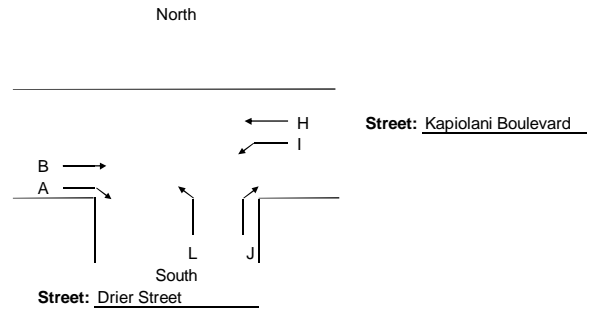 North
H
Street: Kapiolani Boulevard
I
B
A
L
J
South
Street: Drier Street